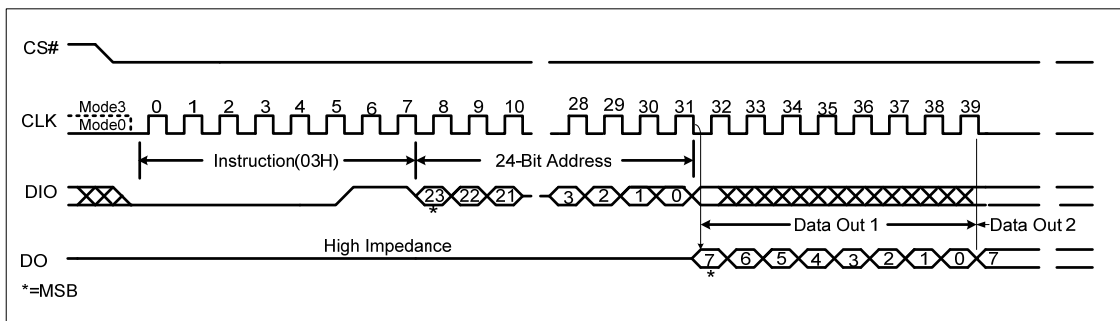 CS#
Mode3
CLK
Mode0
0 1 2 3 4 5 6 7 8 9 10 28 29 30 31 32 33 34 35 36 37 38 39
Instruction(03H) 24-Bit Address
DIO
23 22 21 3 2 1 0
*
Data Out 1 Data Out 2
High Impedance
DO
7 6 5 4 3 2 1 0 7
*
*=MSB